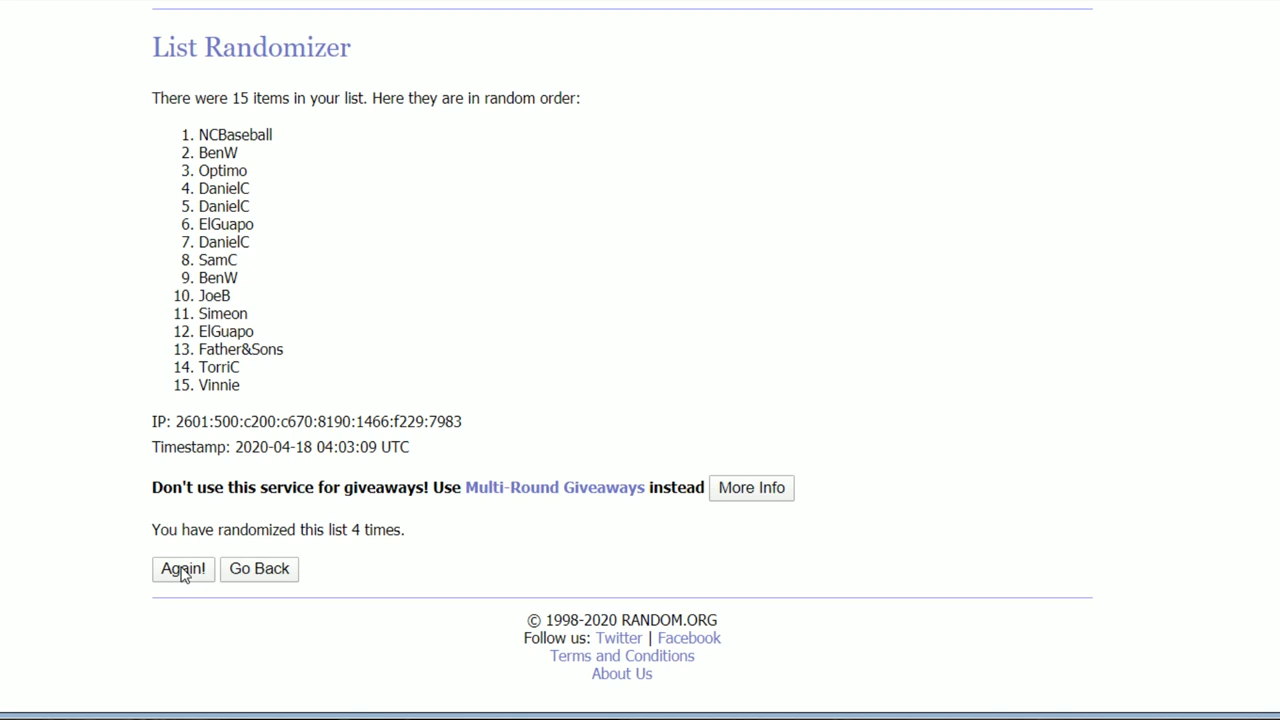 List Randomizer
There were 15 items in your list. Here they are in random order:
1. NCBaseball
2. BenW
3. Optimo
4. DanielC
5. DanielC
6. ElGuapo
7. DanielC
8. SamC
9. BenW
10. JoeB
11. Simeon
12. ElGuapo
13. Father&Sons
14. TorriC
15. Vinnie
IP: 2601:500:c200:c670:8190:1466:f229:7983
Timestamp: 2020-04-18 04:03:09 UTC
Don't use this service for giveaways! Use Multi-Round Giveaways instead More Info
You have randomized this list 4 times.
Again! Go Back
© 1998-2020 RANDOM.ORG
Follow us: Twitter | Facebook
Terms and Conditions
About Us